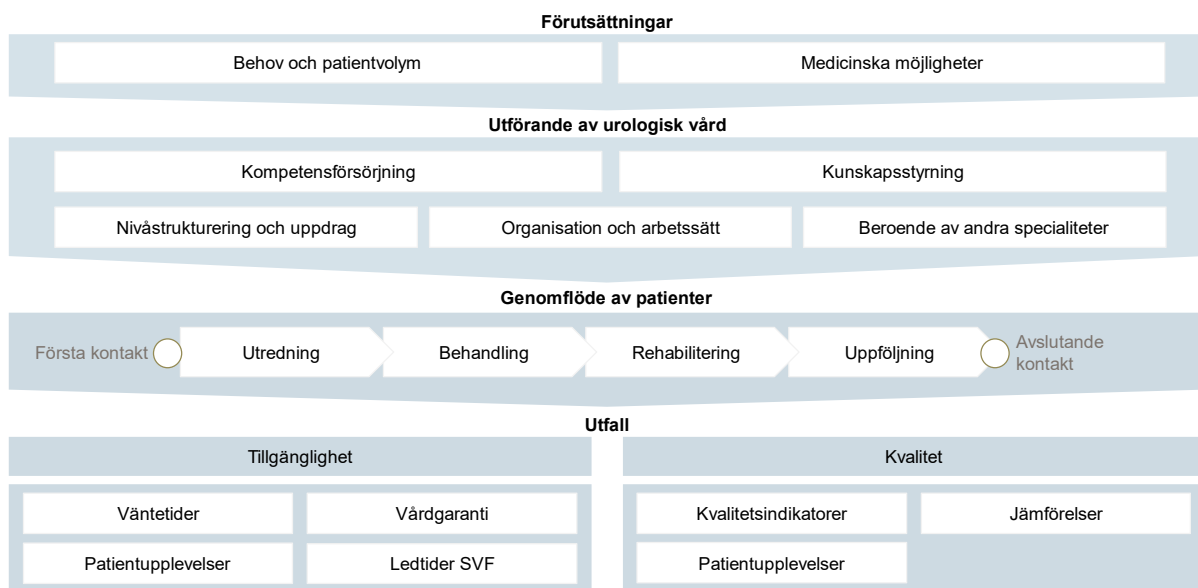 Förutsättningar
Behov och patientvolym
Medicinska möjligheter
Utförande av urologisk vård
Kompetensförsörjning
Kunskapsstyrning
Nivåstrukturering och uppdrag
Organisation och arbetssätt
Beroende av andra specialiteter
Genomflöde av patienter
Första kontakt
Utredning
Behandling
Rehabilitering
Uppföljning
Avslutande
kontakt
Utfall
Tillgänglighet
Kvalitet
Väntetider
Vårdgaranti
Kvalitetsindikatorer
Jämförelser
Patientupplevelser
Ledtider SVF
Patientupplevelser